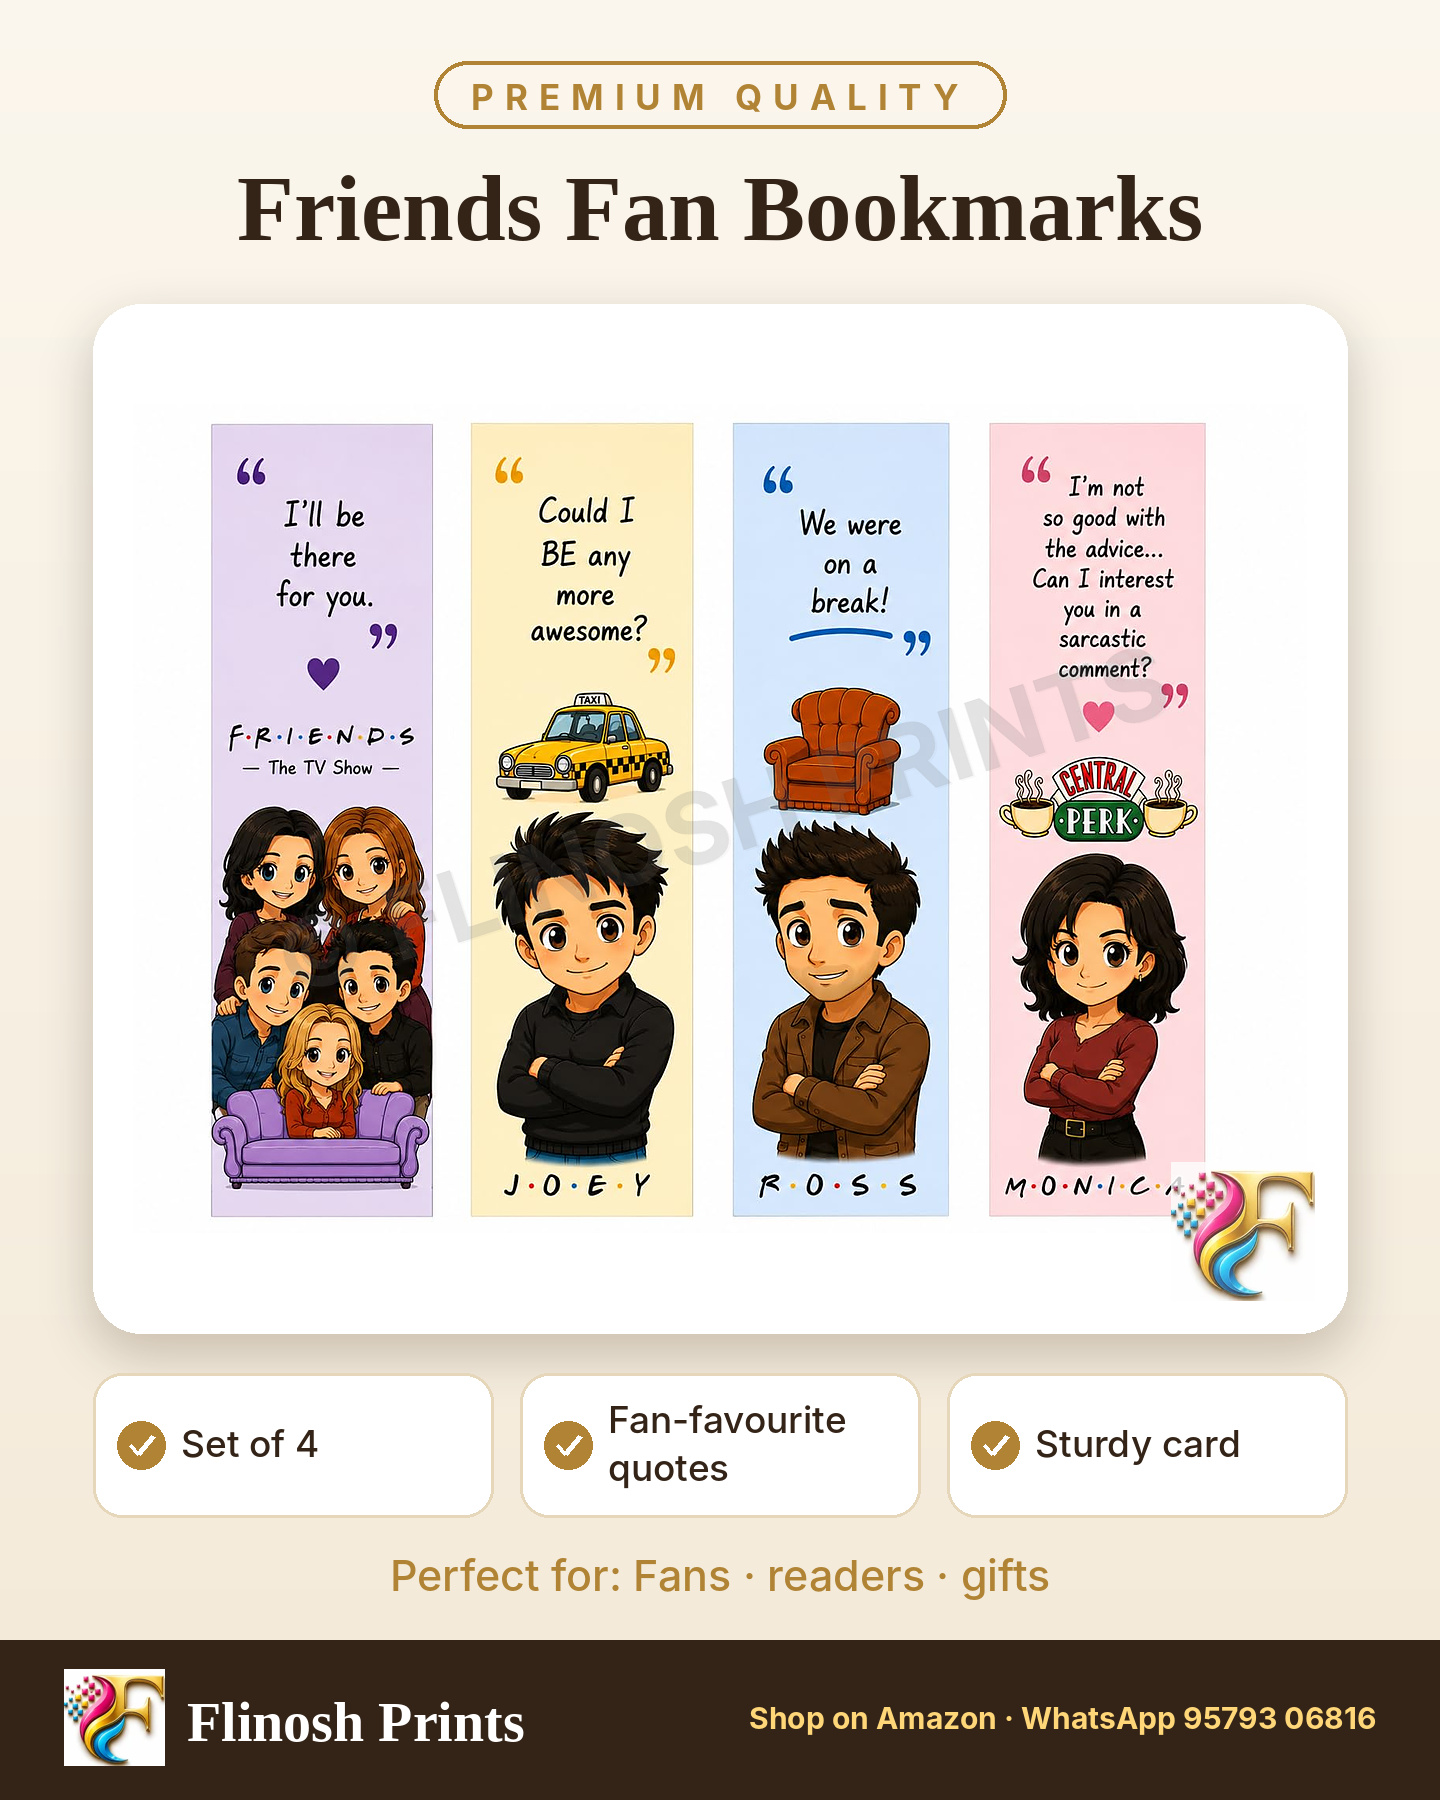 PREMIUM QUALITY
Friends Fan Bookmarks
“ I'll be
there
for you. ”
F·R·I·E·N·D·S
— The TV Show —
“ Could I
BE any
more
awesome? ”
TAXI
J·O·E·Y
“ We were
on a
break! ”
R·O·S·S
“ I'm not
so good with
the advice...
Can I interest
you in a
sarcastic
comment? ”
CENTRAL
PERK
M·O·N·I·C·A
© FLINOSH PRINTS
F
Set of 4
Fan-favourite
quotes
Sturdy card
Perfect for: Fans · readers · gifts
F
Flinosh Prints
Shop on Amazon · WhatsApp 95793 06816